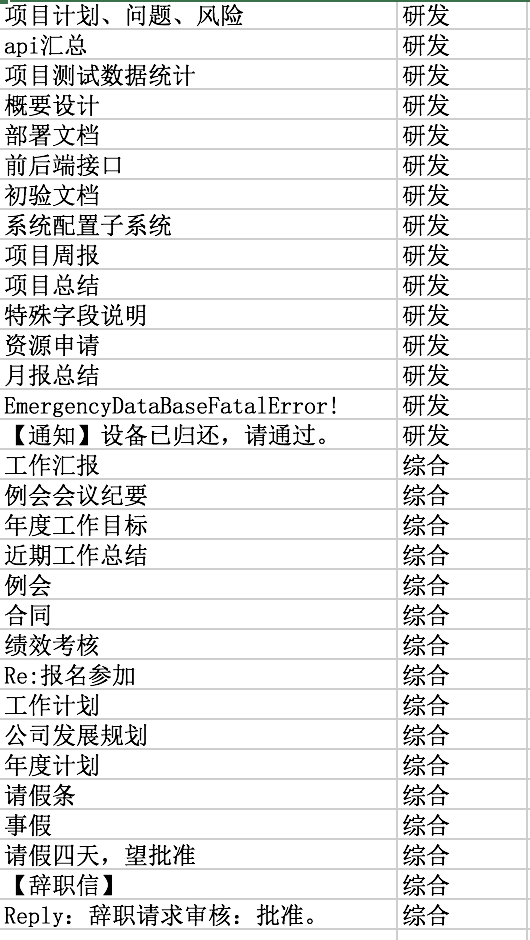 项目计划、问题、风险 研发
api汇总 研发
项目测试数据统计 研发
概要设计 研发
部署文档 研发
前后端接口 研发
初验文档 研发
系统配置子系统 研发
项目周报 研发
项目总结 研发
特殊字段说明 研发
资源申请 研发
月报总结 研发
EmergencyDataBaseFatalError! 研发
【通知】设备已归还，请通过。 研发
工作汇报 综合
例会会议纪要 综合
年度工作目标 综合
近期工作总结 综合
例会 综合
合同 综合
绩效考核 综合
Re:报名参加 综合
工作计划 综合
公司发展规划 综合
年度计划 综合
请假条 综合
事假 综合
请假四天，望批准 综合
【辞职信】 综合
Reply: 辞职请求审核: 批准。 综合